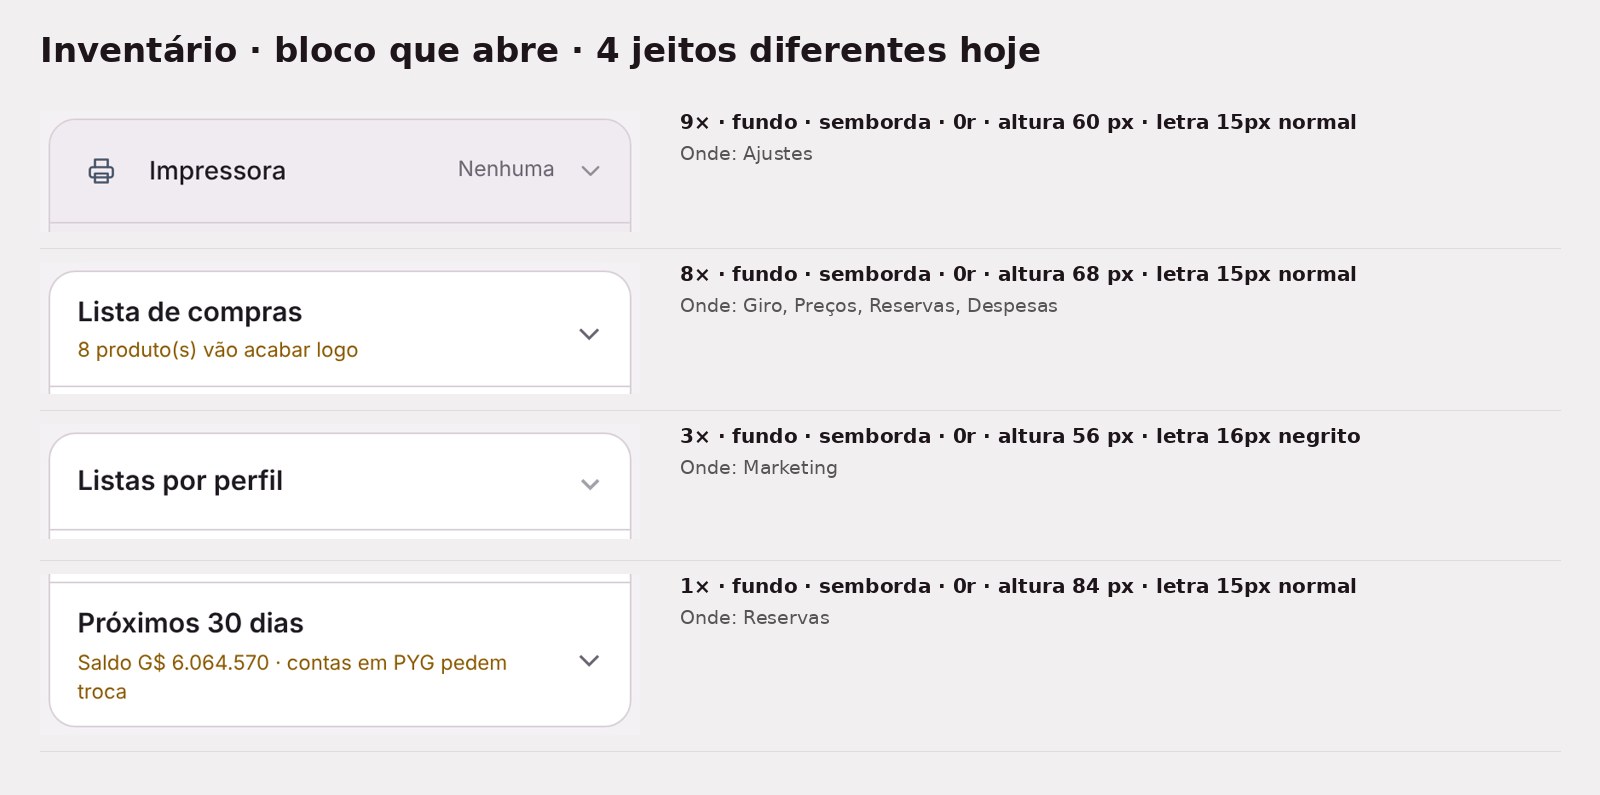 Inventário · bloco que abre · 4 jeitos diferentes hoje
Impressora
Nenhuma
9× · fundo · semborda · 0r · altura 60 px · letra 15px normal
Onde: Ajustes
Lista de compras
8 produto(s) vão acabar logo
8× · fundo · semborda · 0r · altura 68 px · letra 15px normal
Onde: Giro, Preços, Reservas, Despesas
Listas por perfil
3× · fundo · semborda · 0r · altura 56 px · letra 16px negrito
Onde: Marketing
Próximos 30 dias
Saldo G$ 6.064.570 · contas em PYG pedem
troca
1× · fundo · semborda · 0r · altura 84 px · letra 15px normal
Onde: Reservas